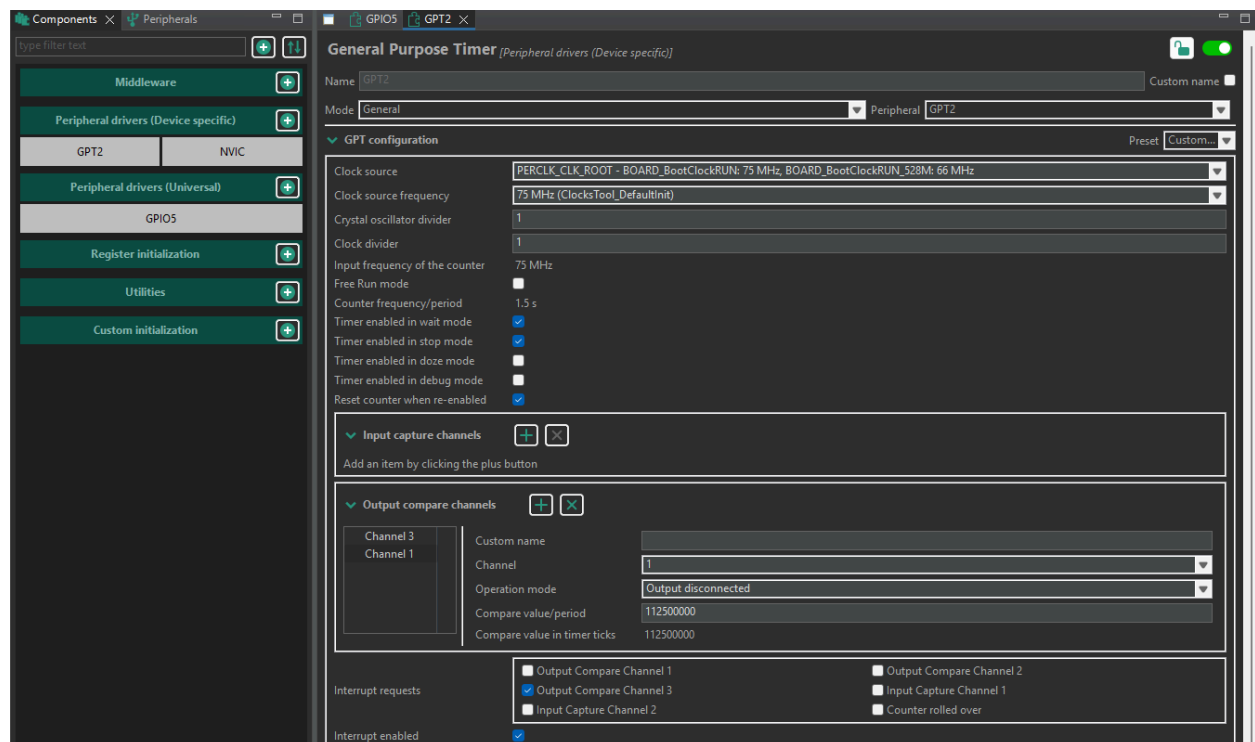 Components Peripherals
type filter text
Middleware
Peripheral drivers (Device specific)
GPT2 NVIC
Peripheral drivers (Universal)
GPIO5
Register initialization
Utilities
Custom initialization
GPIO5 GPT2
General Purpose Timer [Peripheral drivers (Device specific)]
Name GPT2 Custom name
Mode General Peripheral GPT2
GPT configuration Preset Custom...
Clock source PERCLK_CLK_ROOT - BOARD_BootClockRUN: 75 MHz, BOARD_BootClockRUN_528M: 66 MHz
Clock source frequency 75 MHz (ClocksTool_DefaultInit)
Crystal oscillator divider 1
Clock divider 1
Input frequency of the counter 75 MHz
Free Run mode
Counter frequency/period 1.5 s
Timer enabled in wait mode
Timer enabled in stop mode
Timer enabled in doze mode
Timer enabled in debug mode
Reset counter when re-enabled
Input capture channels
Add an item by clicking the plus button
Output compare channels
Channel 3
Channel 1
Custom name
Channel 1
Operation mode Output disconnected
Compare value/period 112500000
Compare value in timer ticks 112500000
Interrupt requests
Output Compare Channel 1 Output Compare Channel 2
Output Compare Channel 3 Input Capture Channel 1
Input Capture Channel 2 Counter rolled over
Interrupt enabled